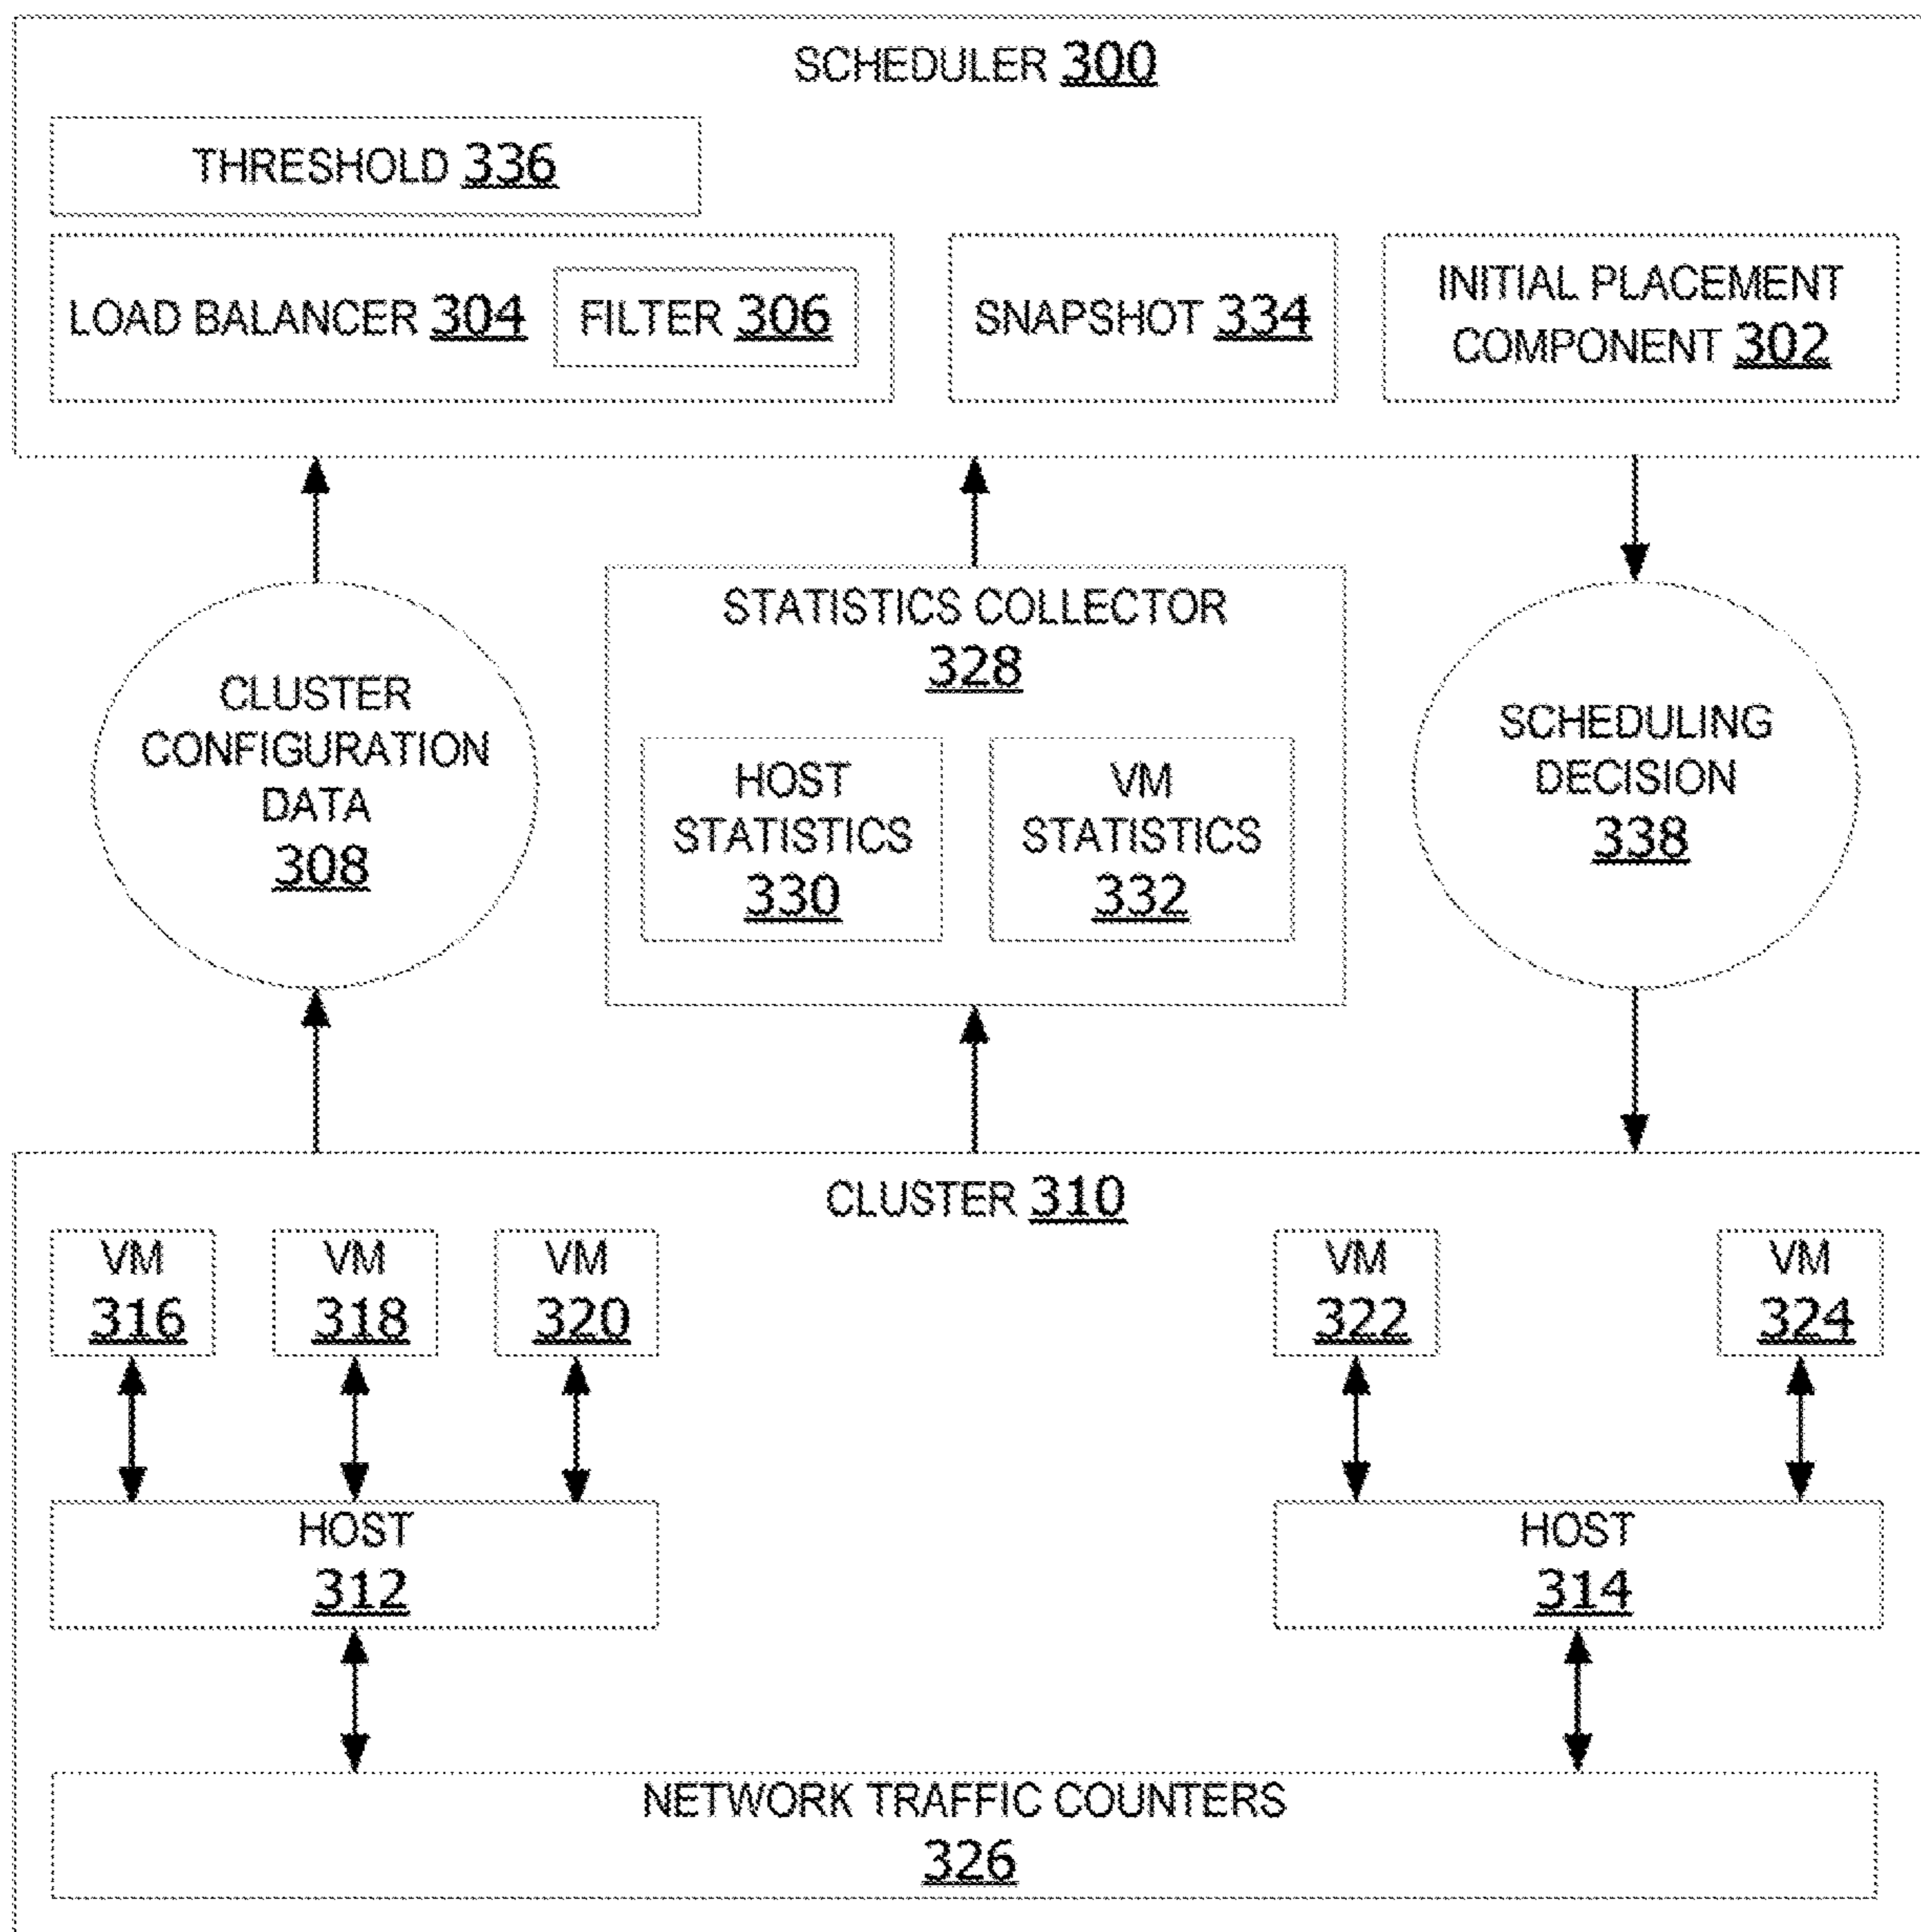 SCHEDULER 300
THRESHOLD 336
LOAD BALANCER 304
FILTER 306
SNAPSHOT 334
INITIAL PLACEMENT
COMPONENT 302
CLUSTER
CONFIGURATION
DATA
308
STATISTICS COLLECTOR
328
HOST
STATISTICS
330
VM
STATISTICS
332
SCHEDULING
DECISION
338
CLUSTER 310
VM
316
VM
318
VM
320
VM
322
VM
324
HOST
312
HOST
314
NETWORK TRAFFIC COUNTERS
326